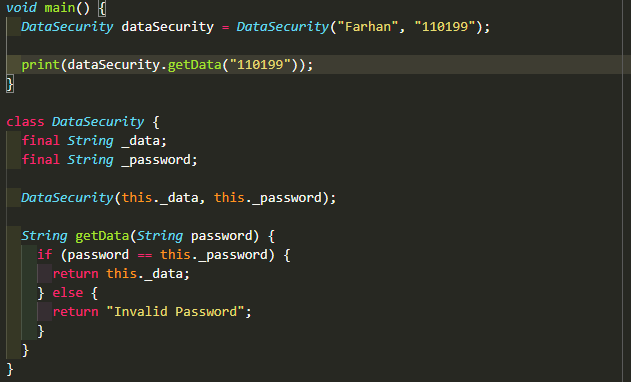 void main() {
  DataSecurity dataSecurity = DataSecurity("Farhan", "110199");
  print(dataSecurity.getData("110199"));
}
class DataSecurity {
  final String _data;
  final String _password;
  DataSecurity(this._data, this._password);
  String getData(String password) {
    if (password == this._password) {
      return this._data;
    } else {
      return "Invalid Password";
    }
  }
}